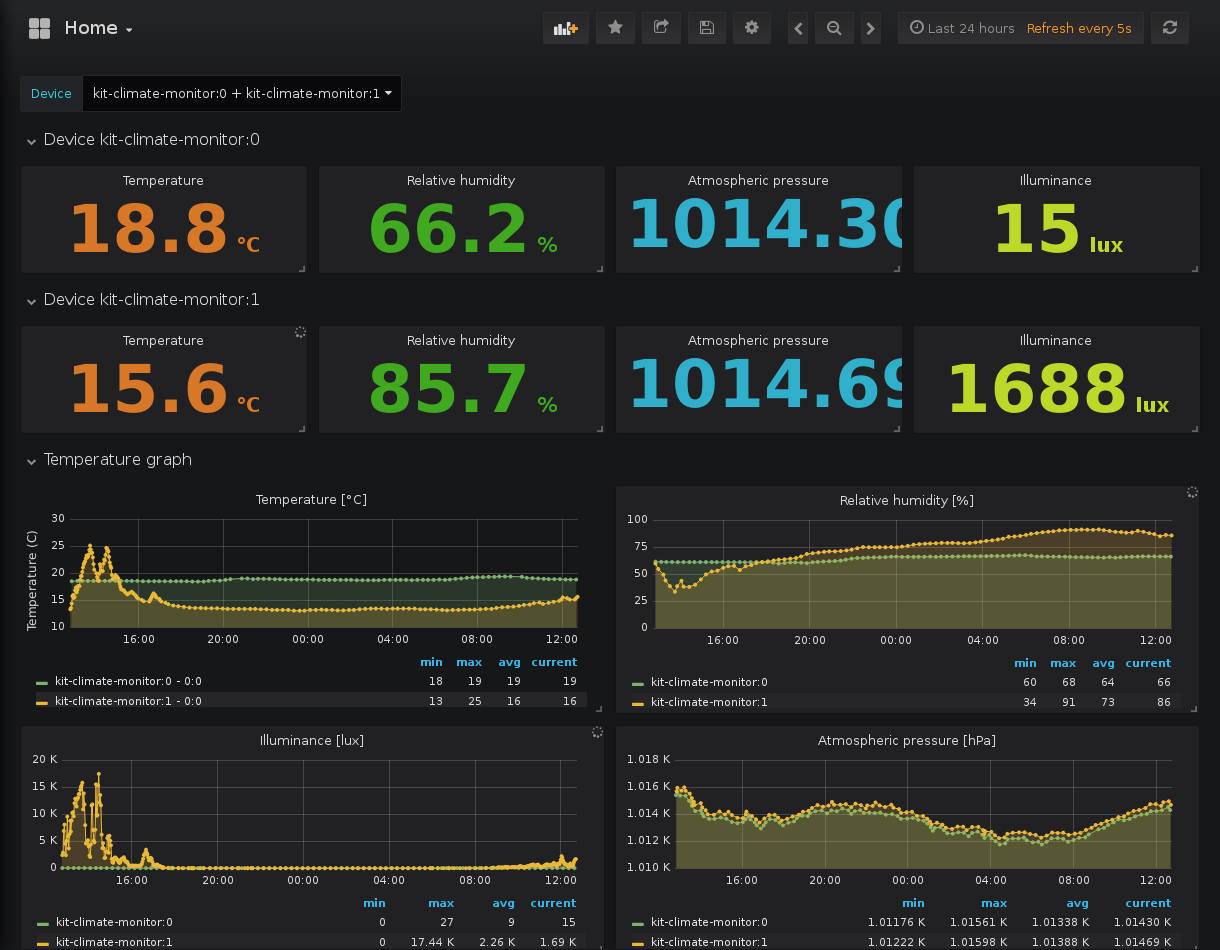 Home
Last 24 hours Refresh every 5s
Device kit-climate-monitor:0 + kit-climate-monitor:1
Device kit-climate-monitor:0
Temperature Relative humidity Atmospheric pressure Illuminance
18.8 °C 66.2 % 1014.30 15 lux
Device kit-climate-monitor:1
Temperature Relative humidity Atmospheric pressure Illuminance
15.6 °C 85.7 % 1014.69 1688 lux
Temperature graph
Temperature [°C]
Temperature (C)
30
25
20
15
10
16:00 20:00 00:00 04:00 08:00 12:00
min max avg current
kit-climate-monitor:0 - 0:0 18 19 19 19
kit-climate-monitor:1 - 0:0 13 25 16 16
Relative humidity [%]
100
75
50
25
0
16:00 20:00 00:00 04:00 08:00 12:00
min max avg current
kit-climate-monitor:0 60 68 64 66
kit-climate-monitor:1 34 91 73 86
Illuminance [lux]
20 K
15 K
10 K
5 K
0
16:00 20:00 00:00 04:00 08:00 12:00
min max avg current
kit-climate-monitor:0 0 27 9 15
kit-climate-monitor:1 0 17.44 K 2.26 K 1.69 K
Atmospheric pressure [hPa]
1.018 K
1.016 K
1.014 K
1.012 K
1.010 K
16:00 20:00 00:00 04:00 08:00 12:00
min max avg current
kit-climate-monitor:0 1.01176 K 1.01561 K 1.01338 K 1.01430 K
kit-climate-monitor:1 1.01222 K 1.01598 K 1.01388 K 1.01469 K